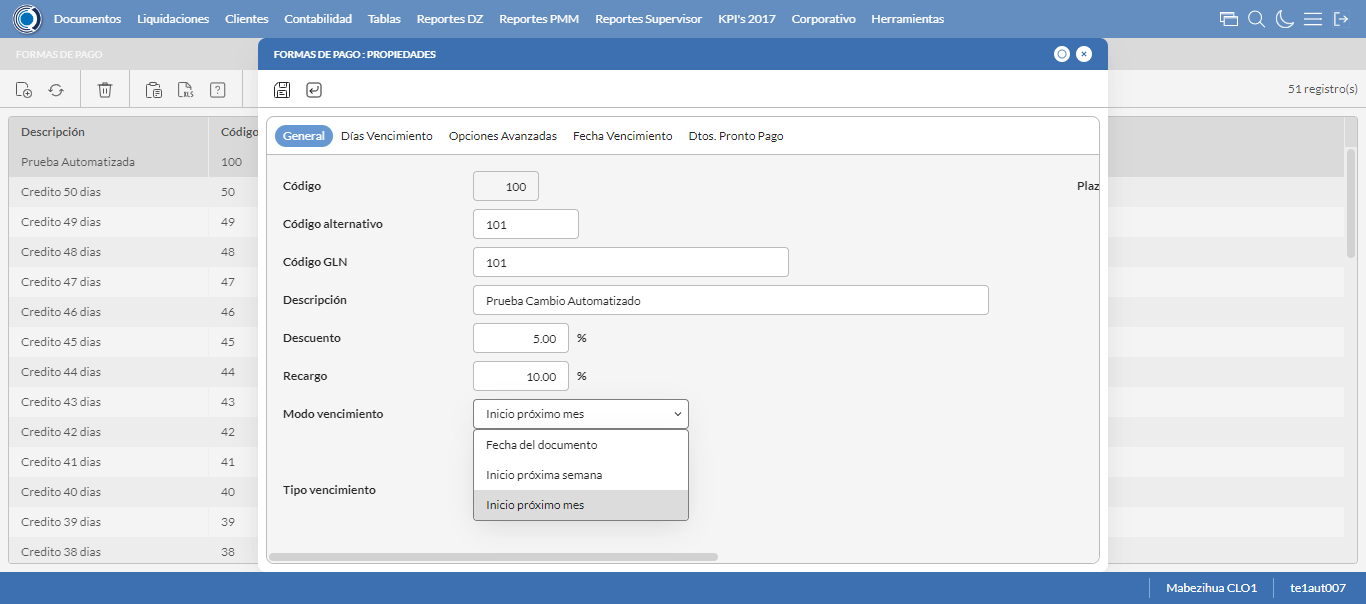 Documentos Liquidaciones Clientes Contabilidad Tablas Reportes DZ Reportes PMM Reportes Supervisor KPI's 2017 Corporativo Herramientas
FORMAS DE PAGO
FORMAS DE PAGO : PROPIEDADES
XLS ?
51 registro(s)
Descripción Código
General Días Vencimiento Opciones Avanzadas Fecha Vencimiento Dtos. Pronto Pago
Prueba Automatizada 100
Credito 50 dias 50
Credito 49 dias 49
Credito 48 dias 48
Credito 47 dias 47
Credito 46 dias 46
Credito 45 dias 45
Credito 44 dias 44
Credito 43 dias 43
Credito 42 dias 42
Credito 41 dias 41
Credito 40 dias 40
Credito 39 dias 39
Credito 38 dias 38
Código 100 Plaz
Código alternativo 101
Código GLN 101
Descripción Prueba Cambio Automatizado
Descuento 5.00 %
Recargo 10.00 %
Modo vencimiento Inicio próximo mes
Fecha del documento
Inicio próxima semana
Inicio próximo mes
Tipo vencimiento
Mabezihua CLO1 te1aut007